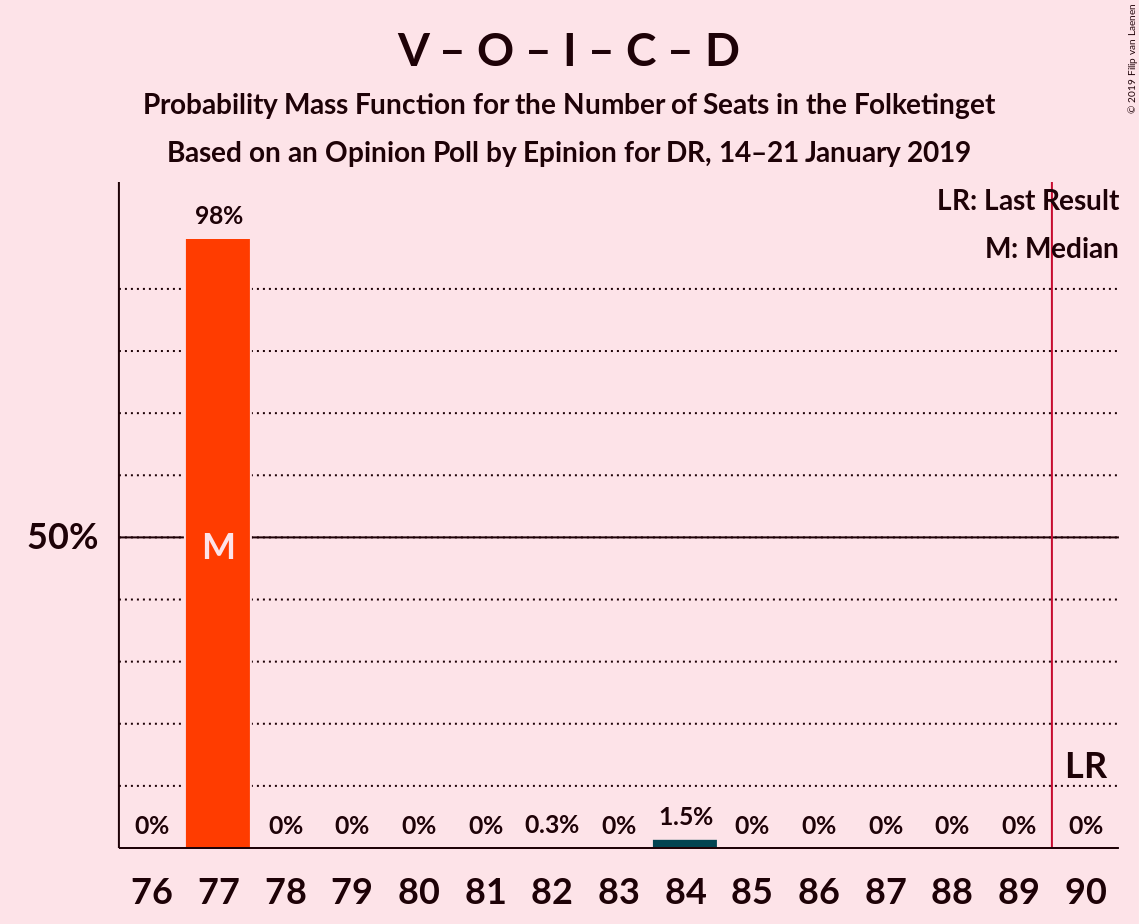 V – O – I – C – D
Probability Mass Function for the Number of Seats in the Folketinget
Based on an Opinion Poll by Epinion for DR, 14–21 January 2019
© 2019 Filip van Laenen
LR: Last Result
M: Median
98%
50%
M
LR
0% 0% 0% 0% 0% 0.3% 0% 1.5% 0% 0% 0% 0% 0% 0%
76 77 78 79 80 81 82 83 84 85 86 87 88 89 90